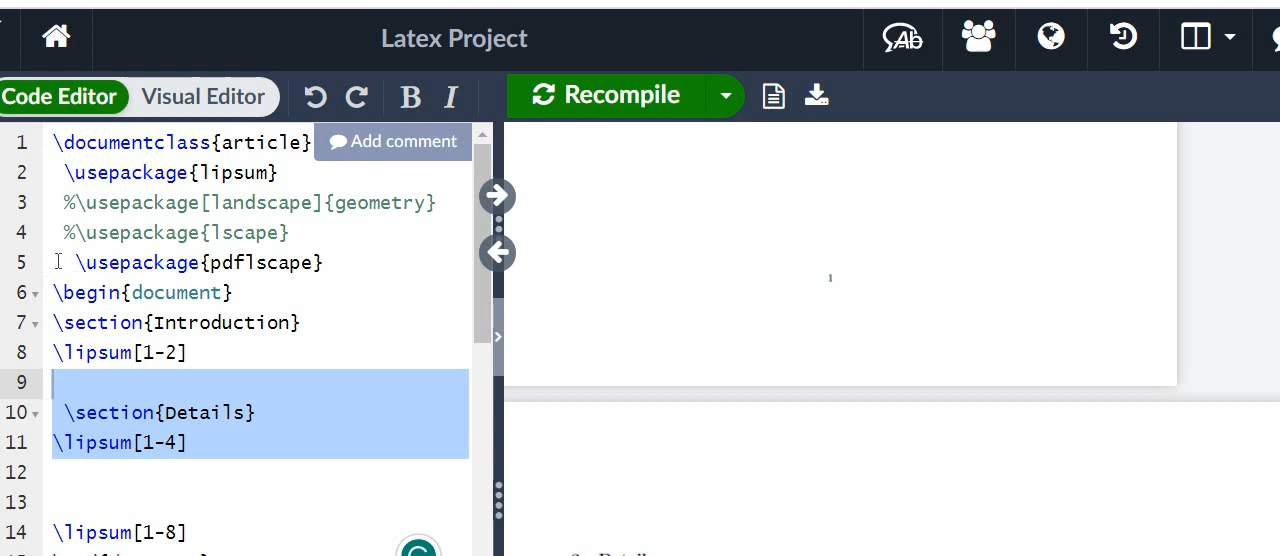 Latex Project
Code Editor Visual Editor B I Recompile
Add comment
1 \documentclass{article}
2 \usepackage{lipsum}
3 %\usepackage[landscape]{geometry}
4 %\usepackage{lscape}
5 \usepackage{pdflscape}
6 \begin{document}
7 \section{Introduction}
8 \lipsum[1-2]
9
10 \section{Details}
11 \lipsum[1-4]
12
13
14 \lipsum[1-8]
1